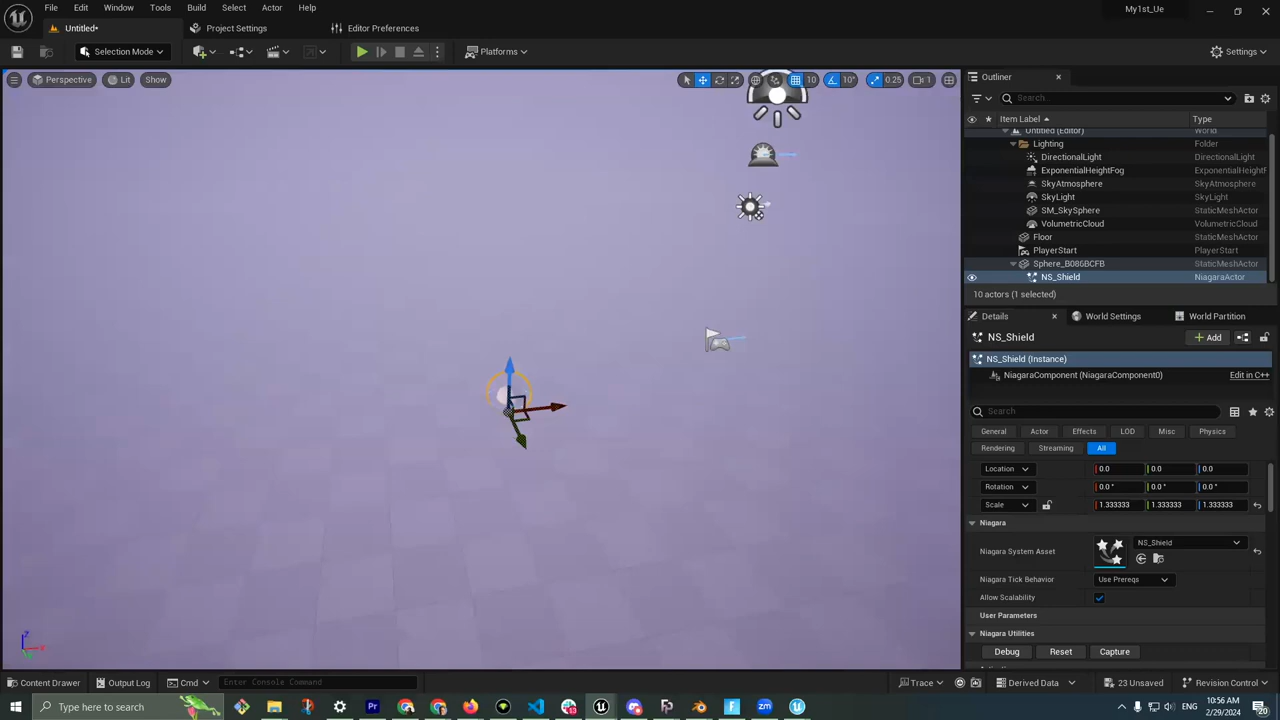 File Edit Window Tools Build Select Actor Help
My1st_Ue
Untitled*
Project Settings
Editor Preferences
Selection Mode
Platforms
Settings
Perspective
Lit
Show
10
10°
0.25
1
Outliner
Search...
Item Label
Type
Untitled (Editor) World
Lighting Folder
DirectionalLight DirectionalLight
ExponentialHeightFog ExponentialHeightF
SkyAtmosphere SkyAtmosphere
SkyLight SkyLight
SM_SkySphere StaticMeshActor
VolumetricCloud VolumetricCloud
Floor StaticMeshActor
PlayerStart PlayerStart
Sphere_B086BCFB StaticMeshActor
NS_Shield NiagaraActor
10 actors (1 selected)
Details
World Settings
World Partition
NS_Shield
Add
NS_Shield (Instance)
NiagaraComponent (NiagaraComponent0) Edit in C++
Search
General Actor Effects LOD Misc Physics
Rendering Streaming All
Location 0.0 0.0 0.0
Rotation 0.0 ° 0.0 ° 0.0 °
Scale 1.333333 1.333333 1.333333
Niagara
Niagara System Asset NS_Shield
Niagara Tick Behavior Use Prereqs
Allow Scalability
User Parameters
Niagara Utilities
Debug Reset Capture
Content Drawer
Output Log
Cmd
Enter Console Command
Trace
Derived Data
23 Unsaved
Revision Control
Type here to search
10:56 AM
2/29/2024